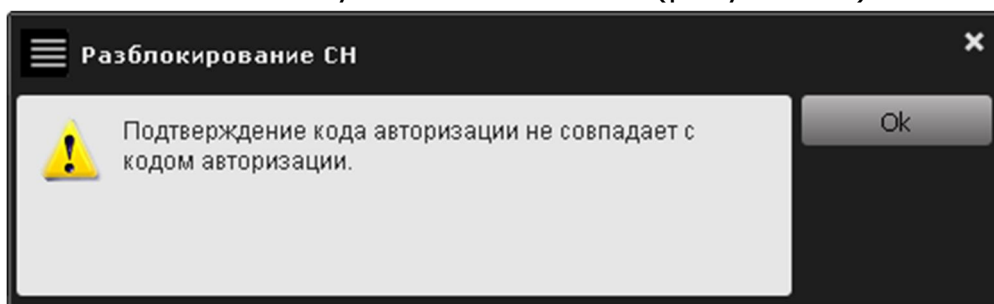 Разблокирование СН
Подтверждение кода авторизации не совпадает с
кодом авторизации.
Ok